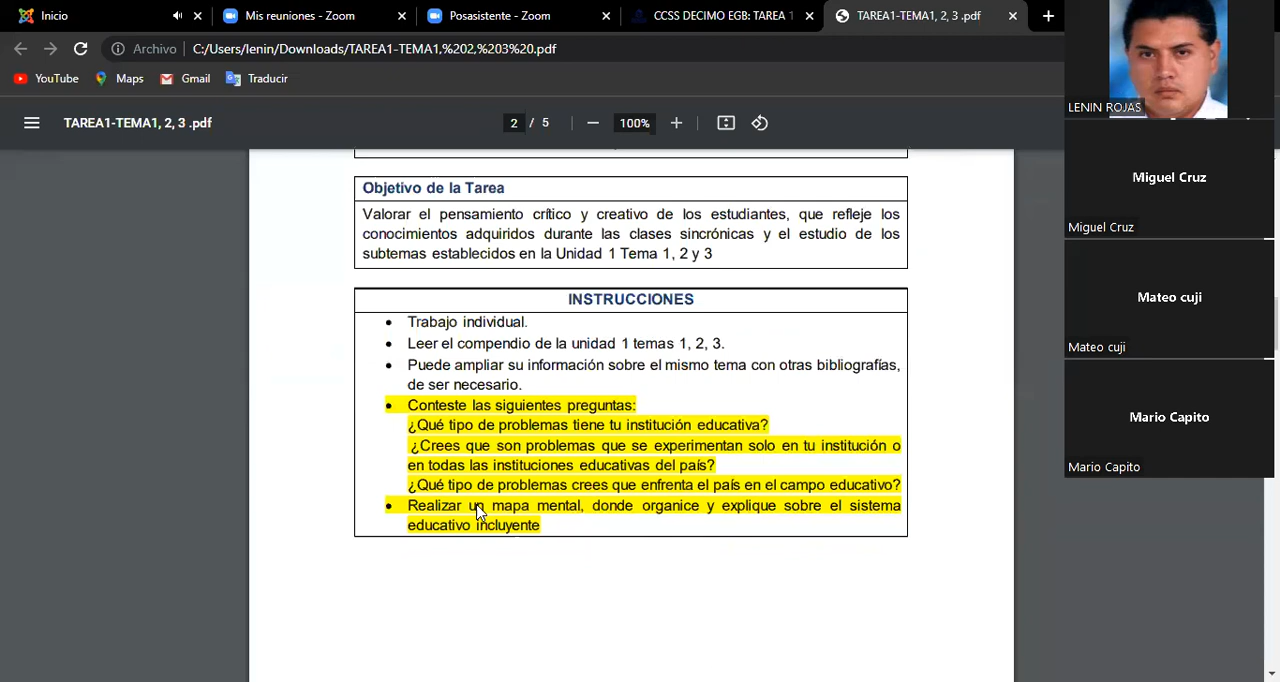 Inicio
Mis reuniones - Zoom
Posasistente - Zoom
CCSS DECIMO EGB: TAREA 1
TAREA1-TEMA1, 2, 3 .pdf
Archivo
C:/Users/lenin/Downloads/TAREA1-TEMA1,%202,%203%20.pdf
YouTube
Maps
Gmail
Traducir
LENIN ROJAS
TAREA1-TEMA1, 2, 3 .pdf
2 / 5
100%
Miguel Cruz
Miguel Cruz
Mateo cuji
Mateo cuji
Mario Capito
Mario Capito
Objetivo de la Tarea
Valorar el pensamiento crítico y creativo de los estudiantes, que refleje los
conocimientos adquiridos durante las clases sincrónicas y el estudio de los
subtemas establecidos en la Unidad 1 Tema 1, 2 y 3
INSTRUCCIONES
• Trabajo individual.
• Leer el compendio de la unidad 1 temas 1, 2, 3.
• Puede ampliar su información sobre el mismo tema con otras bibliografías,
de ser necesario.
• Conteste las siguientes preguntas:
¿Qué tipo de problemas tiene tu institución educativa?
¿Crees que son problemas que se experimentan solo en tu institución o
en todas las instituciones educativas del país?
¿Qué tipo de problemas crees que enfrenta el país en el campo educativo?
• Realizar un mapa mental, donde organice y explique sobre el sistema
educativo incluyente